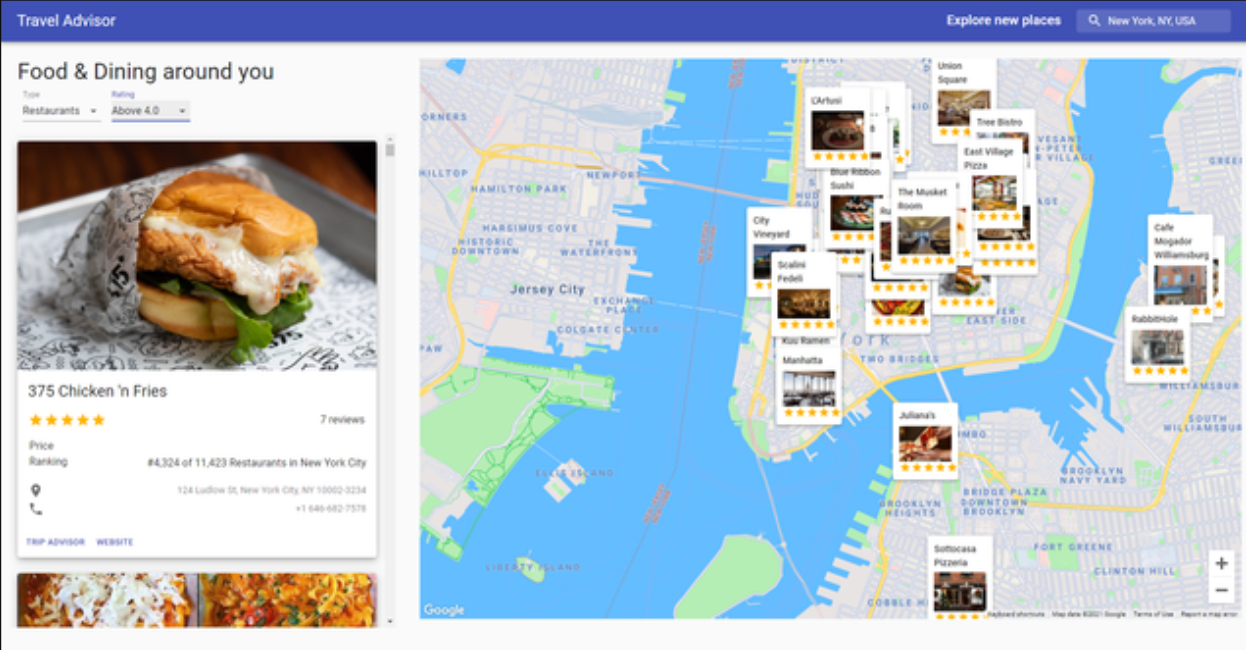 Travel Advisor
Explore new places
New York, NY, USA
Food & Dining around you
Type
Rating
Restaurants
Above 4.0
375 Chicken 'n Fries
7 reviews
Price
Ranking
#4,324 of 11,423 Restaurants in New York City
124 Ludlow St, New York City, NY 10002-3234
+1 646-682-7578
TRIP ADVISOR WEBSITE
ORNERS
HILLTOP
HAMILTON PARK
NEWPORT
HARSIMUS COVE
HISTORIC
DOWNTOWN
THE
WATERFRONT
Jersey City
EXCHANGE
PLACE
COLGATE CENTER
PAW
ELLIS ISLAND
LIBERTY ISLAND
Union
Square
L'Artusi
Tree Bistro
East Village
Pizza
Blue Ribbon
Sushi
The Musket
Room
City
Vineyard
Scalini
Fedeli
Kuu Ramen
Manhatta
Cafe
Mogador
Williamsburg
RabbitHole
EAST SIDE
TWO BRIDGES
WILLIAMSBUR
SOUTH
WILLIAMSBUR
Juliana's
UMBO
BROOKLYN
NAVY YARD
BRIDGE PLAZA
DOWNTOWN
BROOKLYN
BROOKLYN
HEIGHTS
Sottocasa
Pizzeria
FORT GREENE
CLINTON HILL
COBBLE H
Google
Keyboard shortcuts
Map data ©2021 Google
Terms of Use
Report a map error